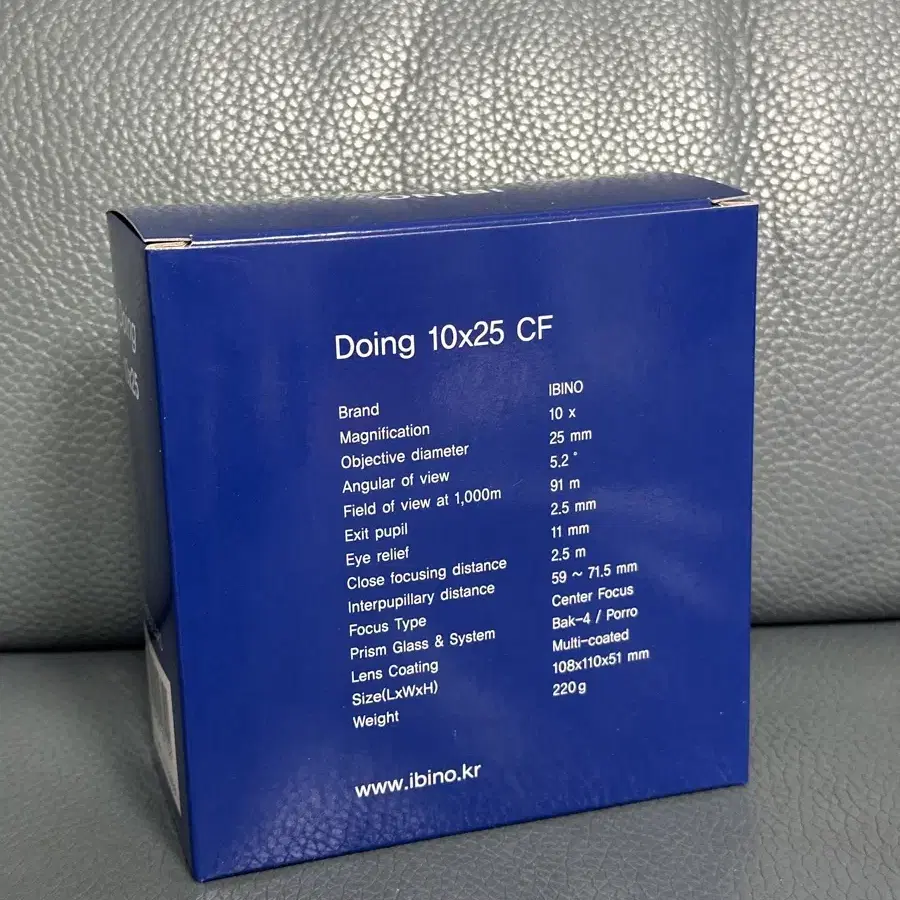 Doing 10x25 CF
Brand IBINO
Magnification 10 x
Objective diameter 25 mm
Angular of view 5.2 °
Field of view at 1,000m 91 m
Exit pupil 2.5 mm
Eye relief 11 mm
Close focusing distance 2.5 m
Interpupillary distance 59 ~ 71.5 mm
Focus Type Center Focus
Prism Glass & System Bak-4 / Porro
Lens Coating Multi-coated
Size(LxWxH) 108x110x51 mm
Weight 220g
www.ibino.kr